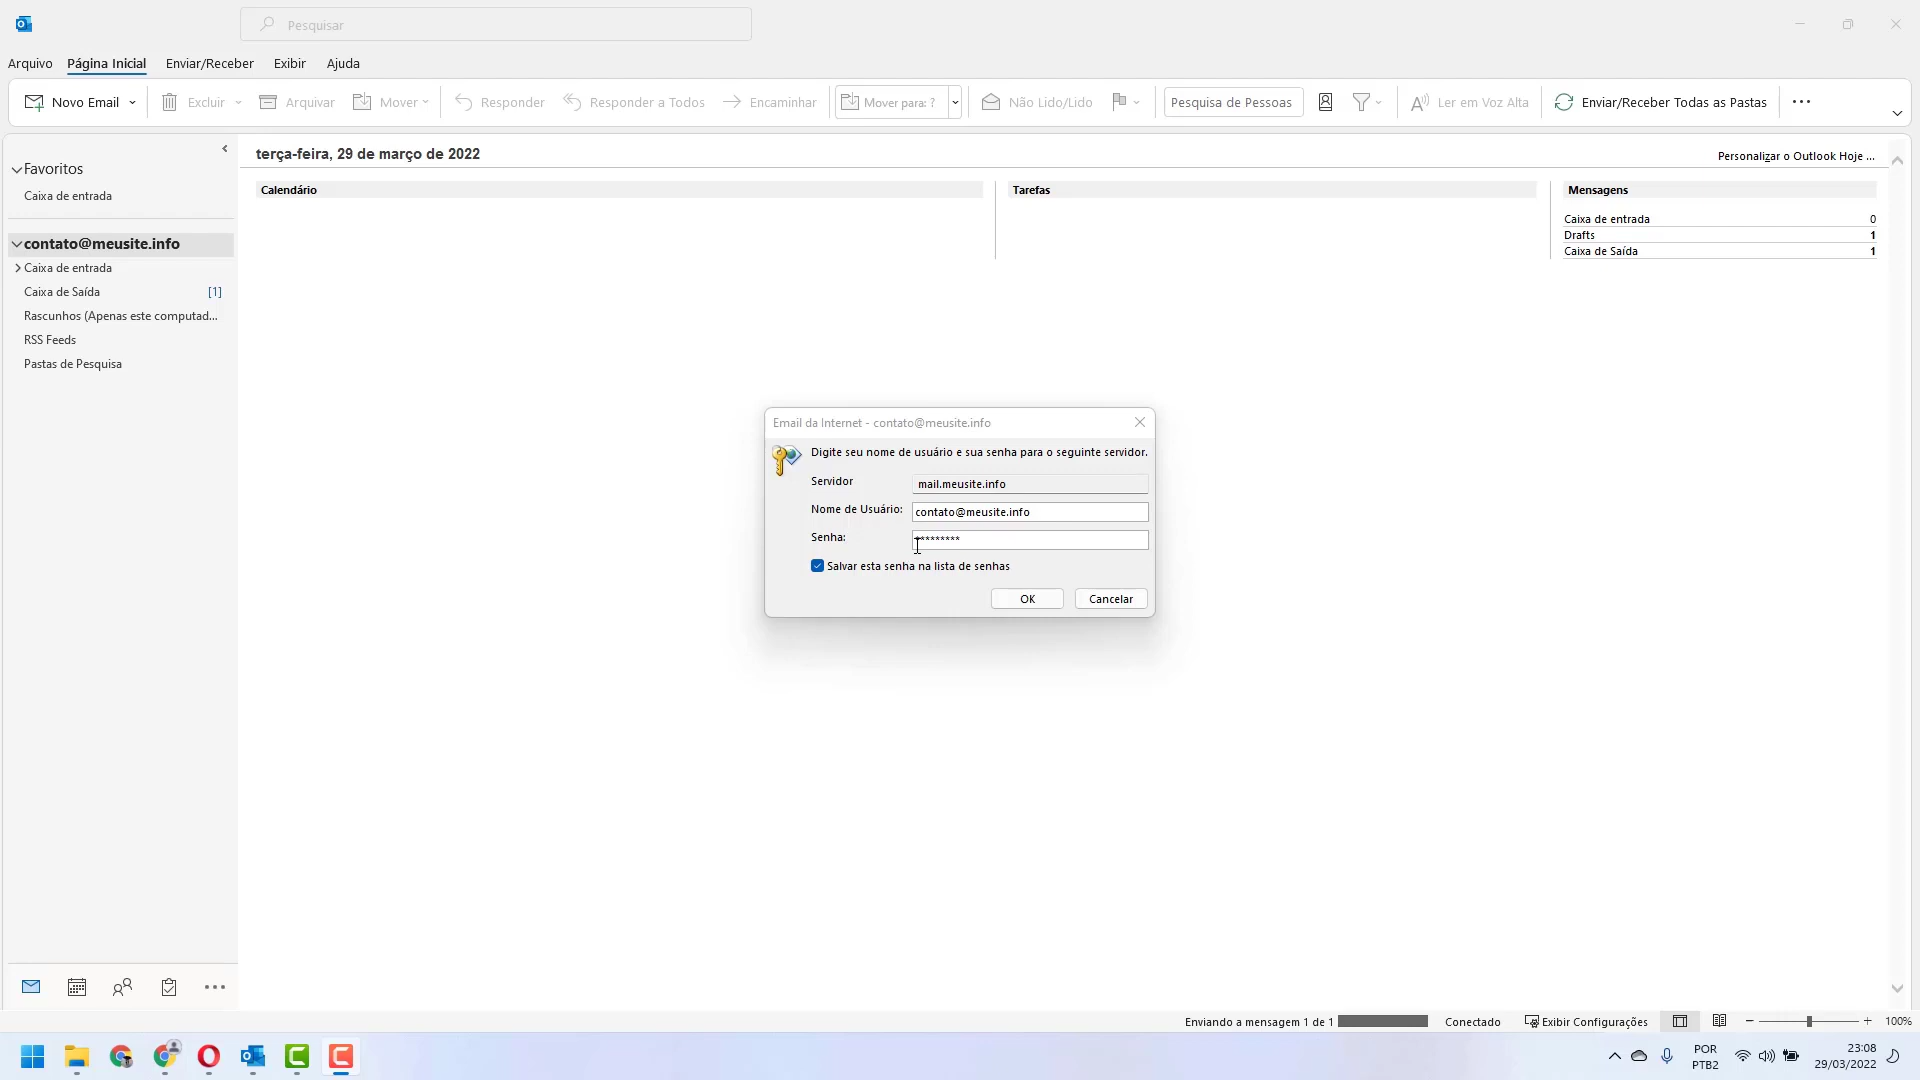 Pesquisar
Arquivo Página Inicial Enviar/Receber Exibir Ajuda
Novo Email Excluir Arquivar Mover Responder Responder a Todos Encaminhar Mover para: ? Não Lido/Lido Pesquisa de Pessoas Ler em Voz Alta Enviar/Receber Todas as Pastas
Favoritos
Caixa de entrada
contato@meusite.info
Caixa de entrada
Caixa de Saída [1]
Rascunhos (Apenas este computad...
RSS Feeds
Pastas de Pesquisa
terça-feira, 29 de março de 2022
Personalizar o Outlook Hoje ...
Calendário
Tarefas
Mensagens
Caixa de entrada 0
Drafts 1
Caixa de Saída 1
Email da Internet - contato@meusite.info
Digite seu nome de usuário e sua senha para o seguinte servidor.
Servidor mail.meusite.info
Nome de Usuário: contato@meusite.info
Senha: *********
Salvar esta senha na lista de senhas
OK Cancelar
Enviando a mensagem 1 de 1 Conectado Exibir Configurações 100%
POR
PTB2
23:08
29/03/2022